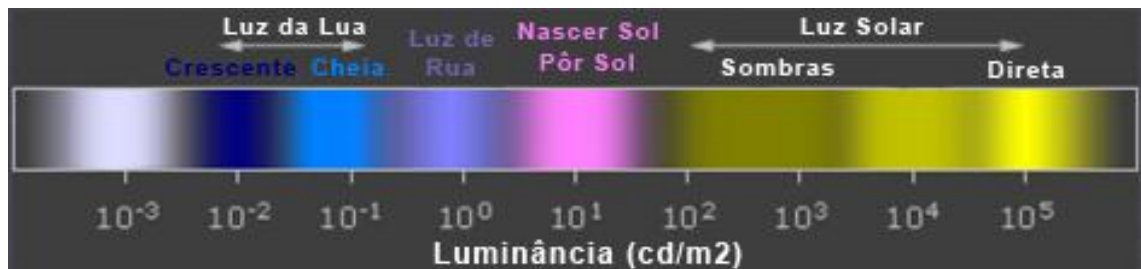 Luz da Lua
Crescente Cheia
Luz de
Rua
Nascer Sol
Pôr Sol
Luz Solar
Sombras
Direta
10⁻³ 10⁻² 10⁻¹ 10⁰ 10¹ 10² 10³ 10⁴ 10⁵
Luminância (cd/m2)